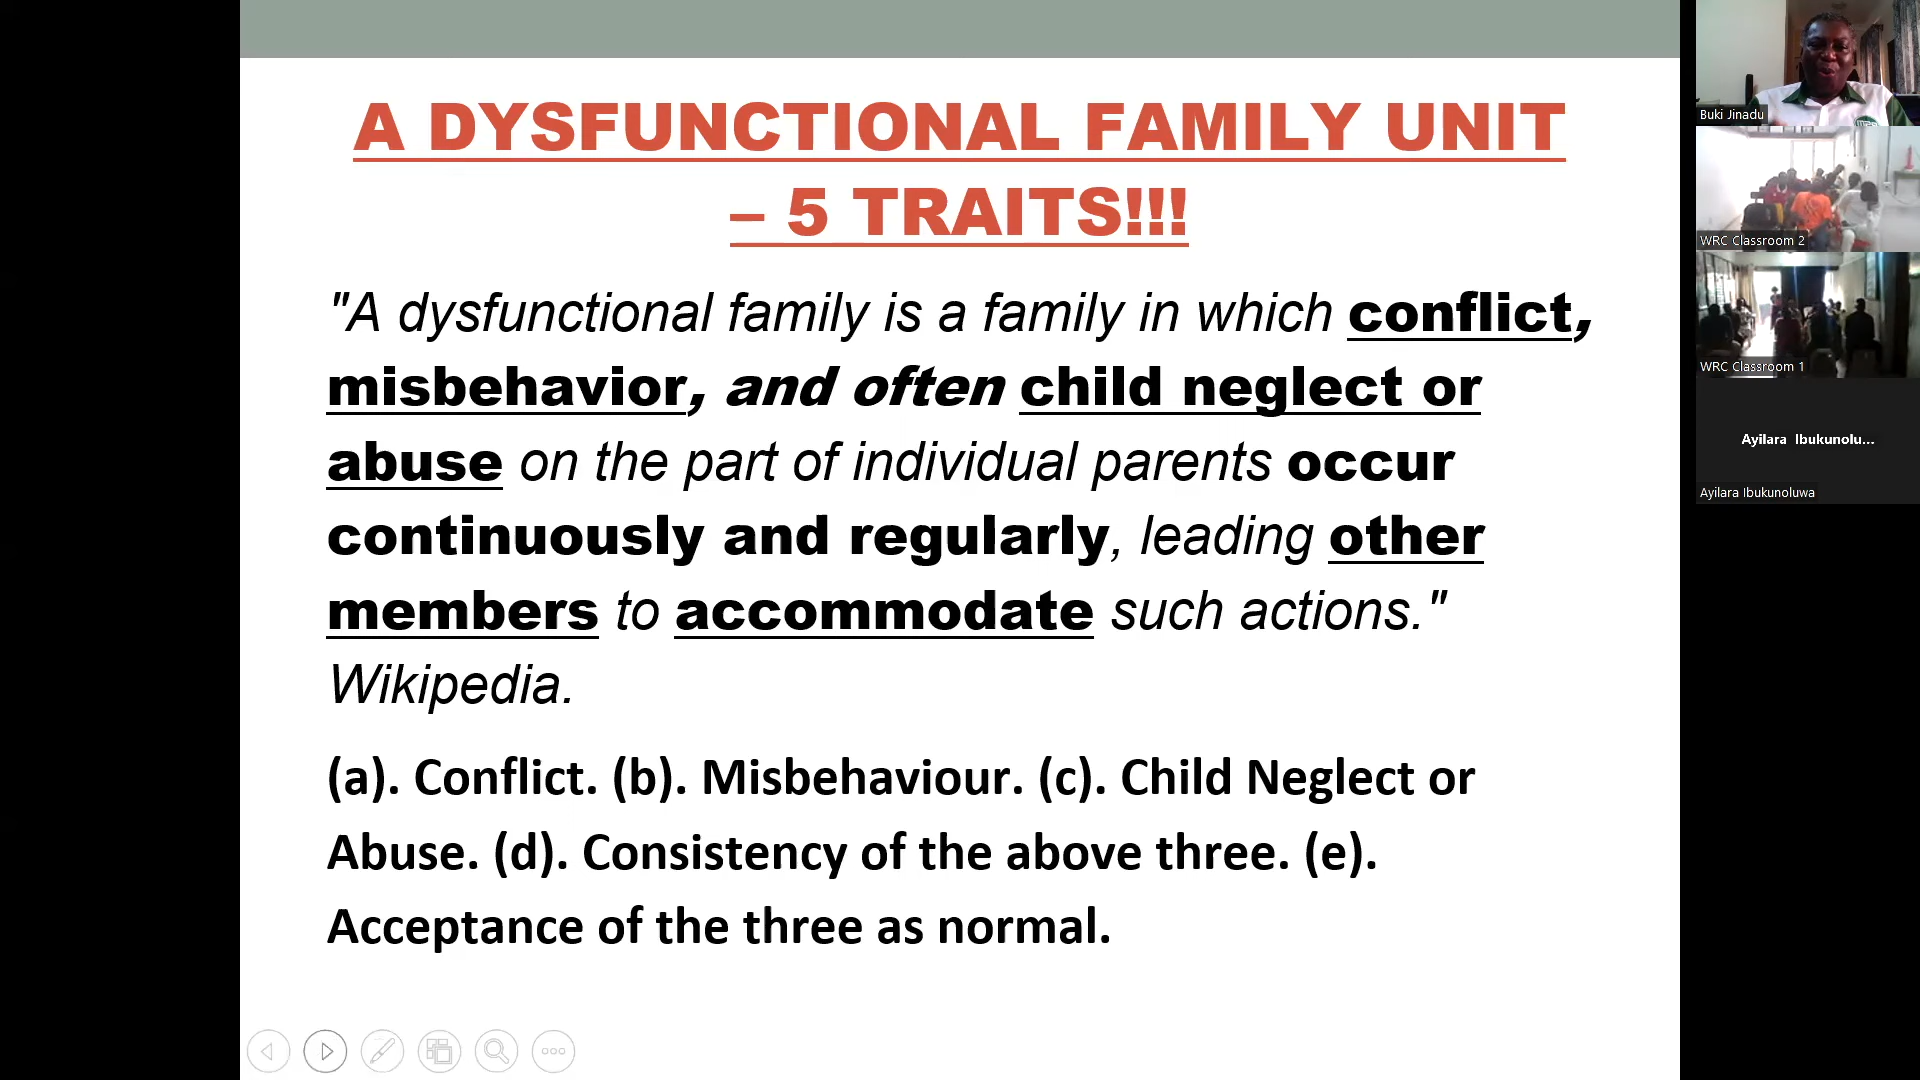 A DYSFUNCTIONAL FAMILY UNIT
– 5 TRAITS!!!
"A dysfunctional family is a family in which conflict,
misbehavior, and often child neglect or
abuse on the part of individual parents occur
continuously and regularly, leading other
members to accommodate such actions."
Wikipedia.
(a). Conflict. (b). Misbehaviour. (c). Child Neglect or
Abuse. (d). Consistency of the above three. (e).
Acceptance of the three as normal.
Buki Jinadu
WRC Classroom 2
WRC Classroom 1
Ayilara Ibukunolu...
Ayilara Ibukunoluwa